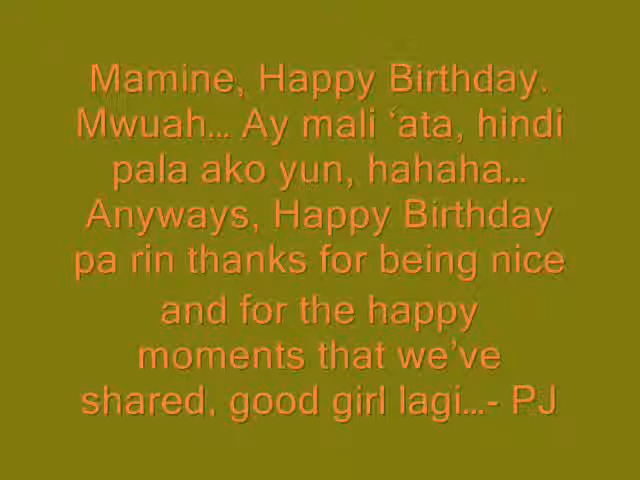 Mamine, Happy Birthday.
Mwuah... Ay mali ‘ata, hindi
pala ako yun, hahaha...
Anyways, Happy Birthday
pa rin thanks for being nice
and for the happy
moments that we’ve
shared, good girl lagi...- PJ